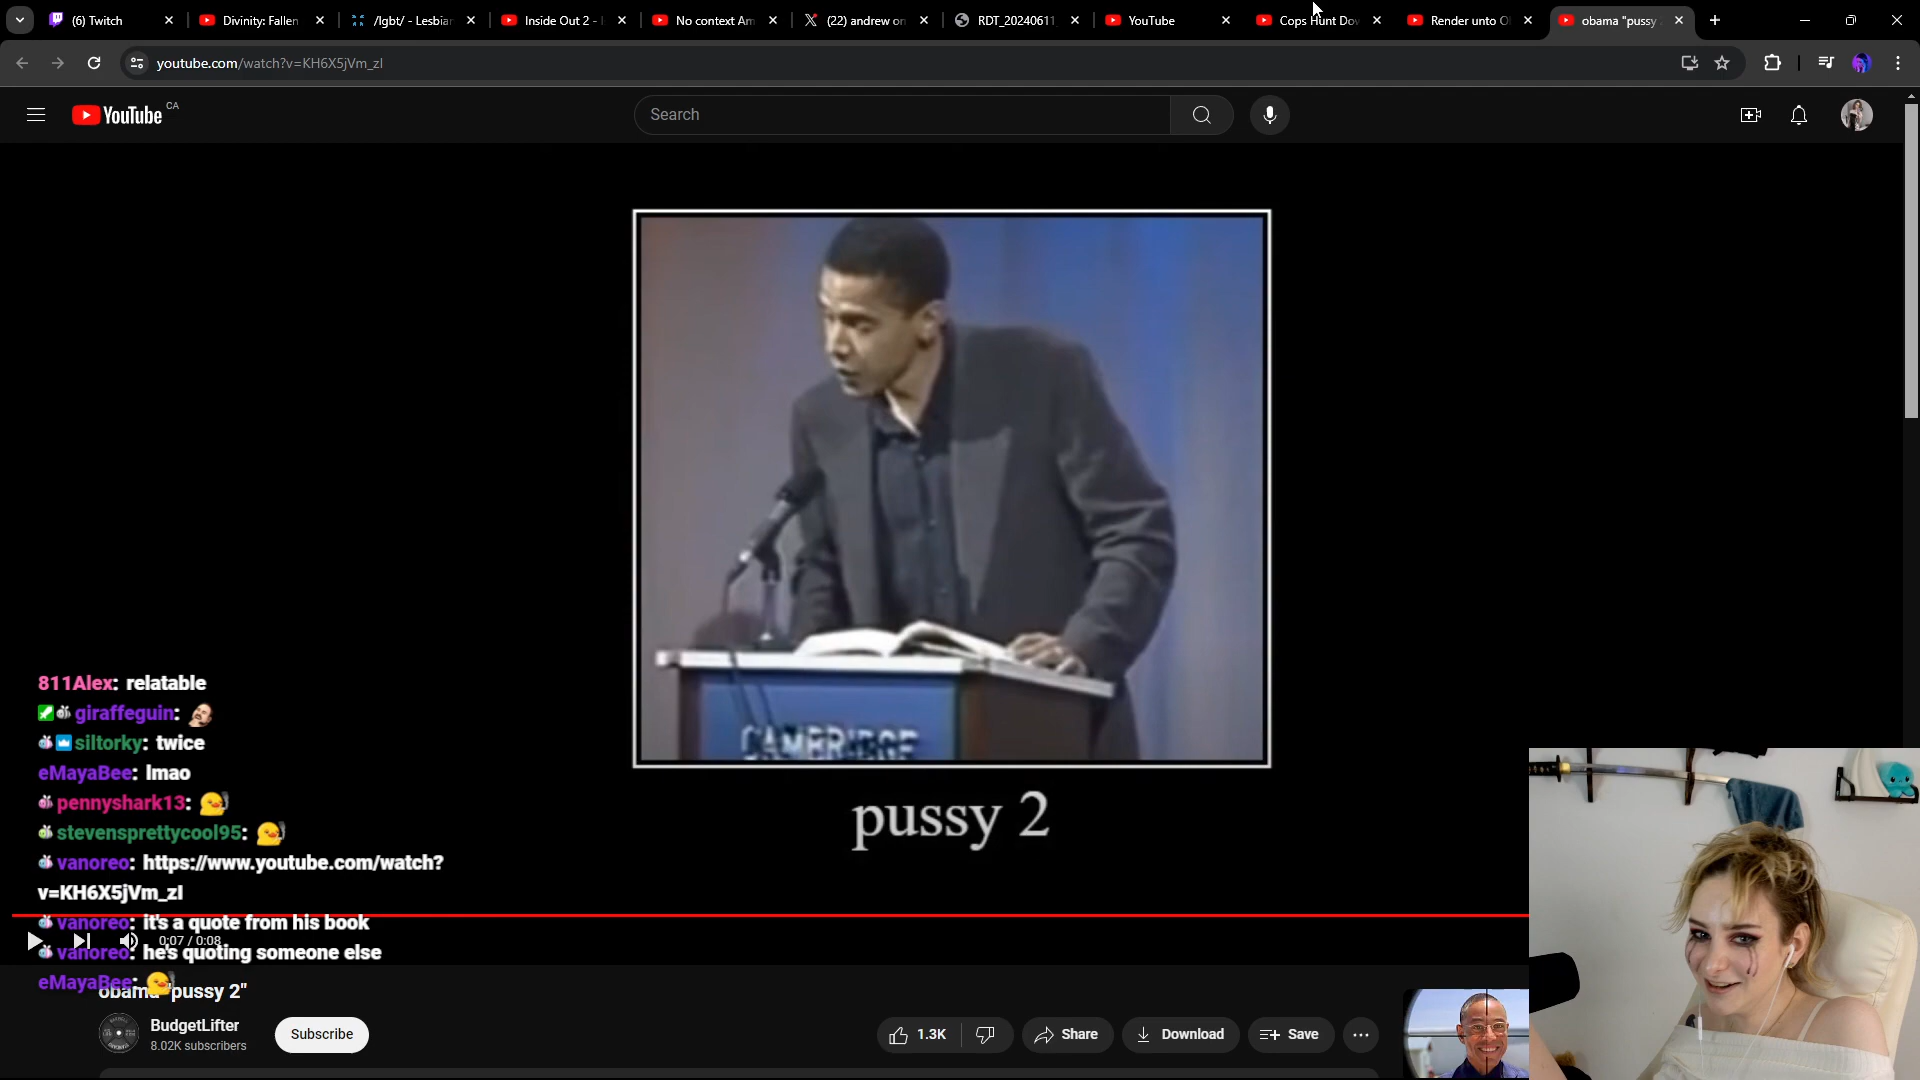 (6) Twitch
Divinity: Fallen
/lgbt/ - Lesbian
Inside Out 2 -
No context Am
(22) andrew on
RDT_20240611
YouTube
Cops Hunt Dow
Render unto O
obama "pussy
youtube.com/watch?v=KH6X5jVm_zI
YouTube CA
Search
CAMBRIDGE
pussy 2
811Alex: relatable
giraffeguin:
siltorky: twice
eMayaBee: lmao
pennyshark13:
stevensprettycool95:
vanoreo: https://www.youtube.com/watch?
v=KH6X5jVm_zI
vanoreo: it's a quote from his book
0:07 / 0:08
vanoreo: he's quoting someone else
eMayaBee:
obama "pussy 2"
BudgetLifter
8.02K subscribers
Subscribe
1.3K
Share
Download
Save